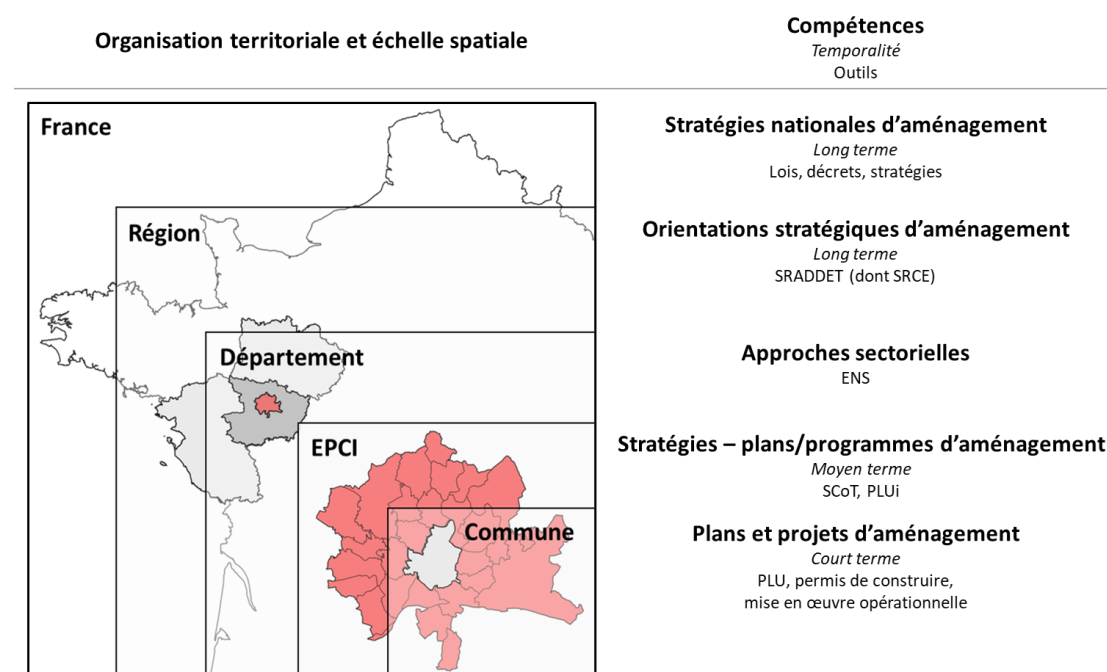 Organisation territoriale et échelle spatiale
Compétences
Temporalité
Outils
France
Stratégies nationales d’aménagement
Long terme
Lois, décrets, stratégies
Région
Orientations stratégiques d’aménagement
Long terme
SRADDET (dont SRCE)
Département
Approches sectorielles
ENS
EPCI
Stratégies – plans/programmes d’aménagement
Moyen terme
SCoT, PLUi
Commune
Plans et projets d’aménagement
Court terme
PLU, permis de construire,
mise en œuvre opérationnelle